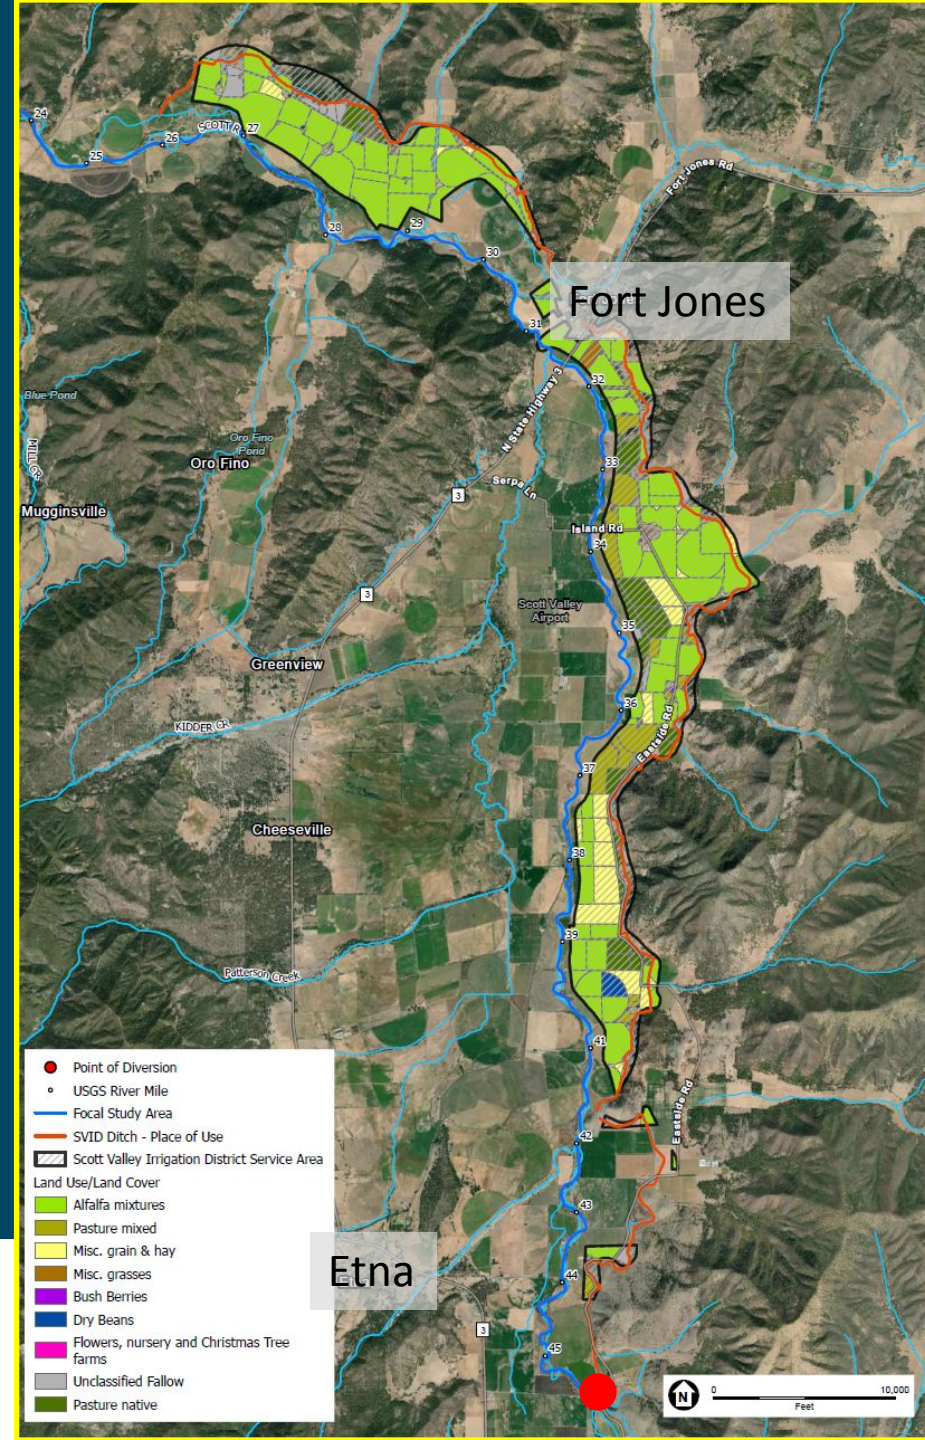 24
25
26
SCOTT R
27
28
29
30
31
Fort Jones Rd
Fort Jones
32
N State Highway 3
33
Blue Pond
Oro Fino
Pond
Oro Fino
MILL CR
Mugginsville
3
Serpa Ln
Island Rd
34
3
Scott Valley
Airport
35
Greenview
36
KIDDER CR
Eastside Rd
37
Cheeseville
38
39
Patterson Creek
41
Eastside Rd
42
43
Etna
44
3
45
Point of Diversion
USGS River Mile
Focal Study Area
SVID Ditch - Place of Use
Scott Valley Irrigation District Service Area
Land Use/Land Cover
Alfalfa mixtures
Pasture mixed
Misc. grain & hay
Misc. grasses
Bush Berries
Dry Beans
Flowers, nursery and Christmas Tree
farms
Unclassified Fallow
Pasture native
N
0 10,000
Feet